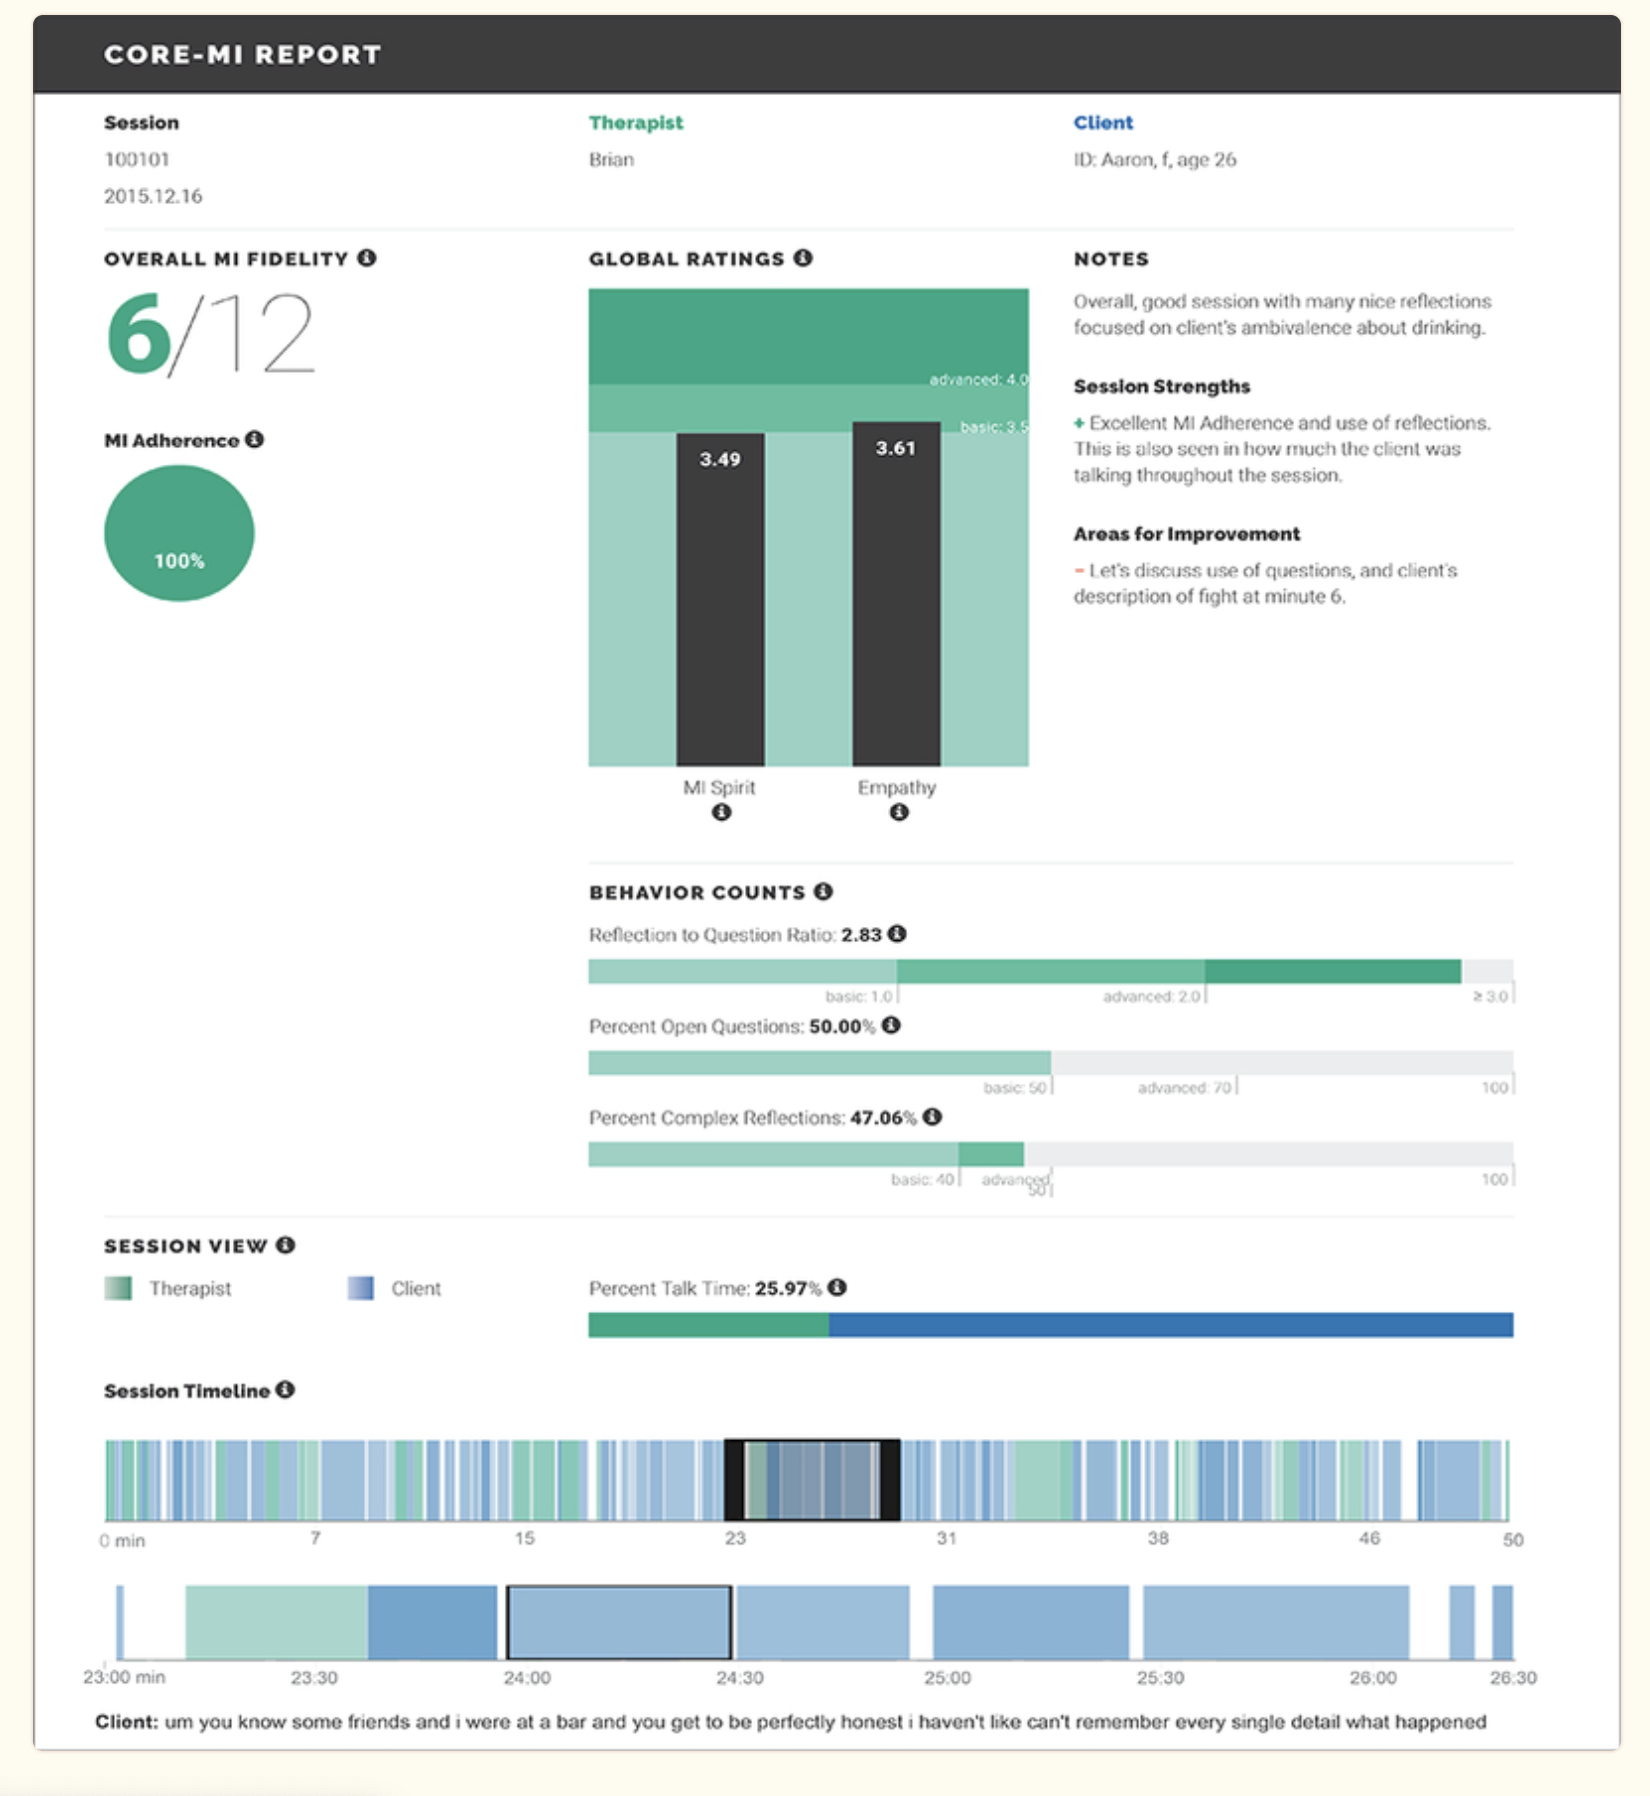 CORE-MI REPORT
Session
100101
2015.12.16
Therapist
Brian
Client
ID: Aaron, f, age 26
OVERALL MI FIDELITY
6/12
MI Adherence
100%
GLOBAL RATINGS
advanced: 4.0
basic: 3.5
3.49
3.61
MI Spirit
Empathy
NOTES
Overall, good session with many nice reflections
focused on client's ambivalence about drinking.
Session Strengths
+ Excellent MI Adherence and use of reflections.
This is also seen in how much the client was
talking throughout the session.
Areas for Improvement
– Let's discuss use of questions, and client's
description of fight at minute 6.
BEHAVIOR COUNTS
Reflection to Question Ratio: 2.83
basic: 1.0 advanced: 2.0 ≥ 3.0
Percent Open Questions: 50.00%
basic: 50 advanced: 70 100
Percent Complex Reflections: 47.06%
basic: 40 advanced: 100
50
SESSION VIEW
Therapist Client
Percent Talk Time: 25.97%
Session Timeline
0 min 7 15 23 31 38 46 50
23:00 min 23:30 24:00 24:30 25:00 25:30 26:00 26:30
Client: um you know some friends and i were at a bar and you get to be perfectly honest i haven't like can't remember every single detail what happened